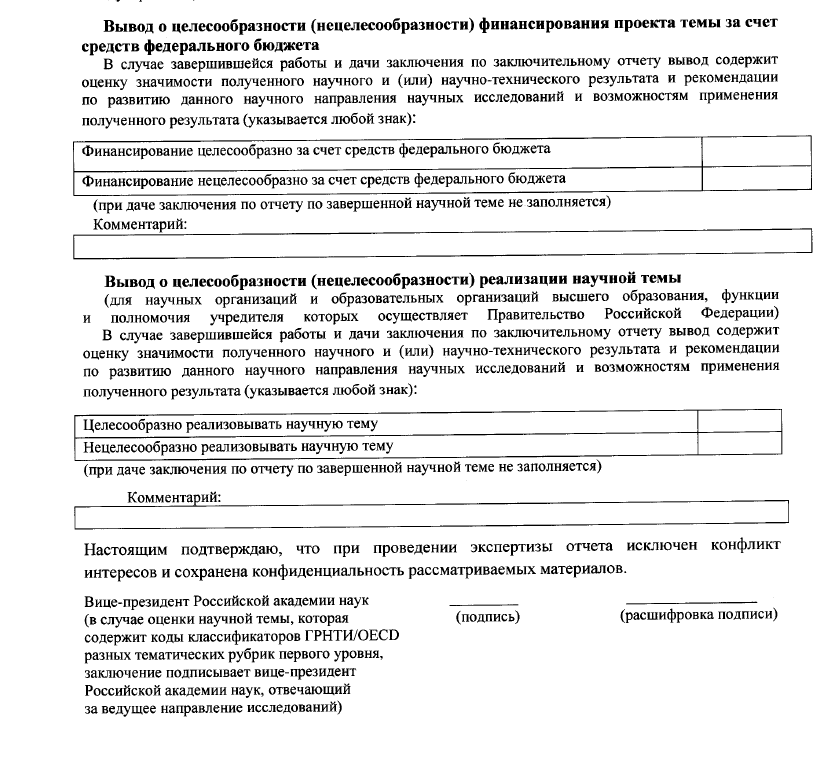 Вывод о целесообразности (нецелесообразности) финансирования проекта темы за счет
средств федерального бюджета
В случае завершившейся работы и дачи заключения по заключительному отчету вывод содержит
оценку значимости полученного научного и (или) научно-технического результата и рекомендации
по развитию данного научного направления научных исследований и возможностям применения
полученного результата (указывается любой знак):
Финансирование целесообразно за счет средств федерального бюджета
Финансирование нецелесообразно за счет средств федерального бюджета
(при даче заключения по отчету по завершенной научной теме не заполняется)
Комментарий:
Вывод о целесообразности (нецелесообразности) реализации научной темы
(для научных организаций и образовательных организаций высшего образования, функции
и полномочия учредителя которых осуществляет Правительство Российской Федерации)
В случае завершившейся работы и дачи заключения по заключительному отчету вывод содержит
оценку значимости полученного научного и (или) научно-технического результата и рекомендации
по развитию данного научного направления научных исследований и возможностям применения
полученного результата (указывается любой знак):
Целесообразно реализовывать научную тему
Нецелесообразно реализовывать научную тему
(при даче заключения по отчету по завершенной научной теме не заполняется)
Комментарий:
Настоящим подтверждаю, что при проведении экспертизы отчета исключен конфликт
интересов и сохранена конфиденциальность рассматриваемых материалов.
Вице-президент Российской академии наук
(в случае оценки научной темы, которая (подпись) (расшифровка подписи)
содержит коды классификаторов ГРНТИ/OECD
разных тематических рубрик первого уровня,
заключение подписывает вице-президент
Российской академии наук, отвечающий
за ведущее направление исследований)